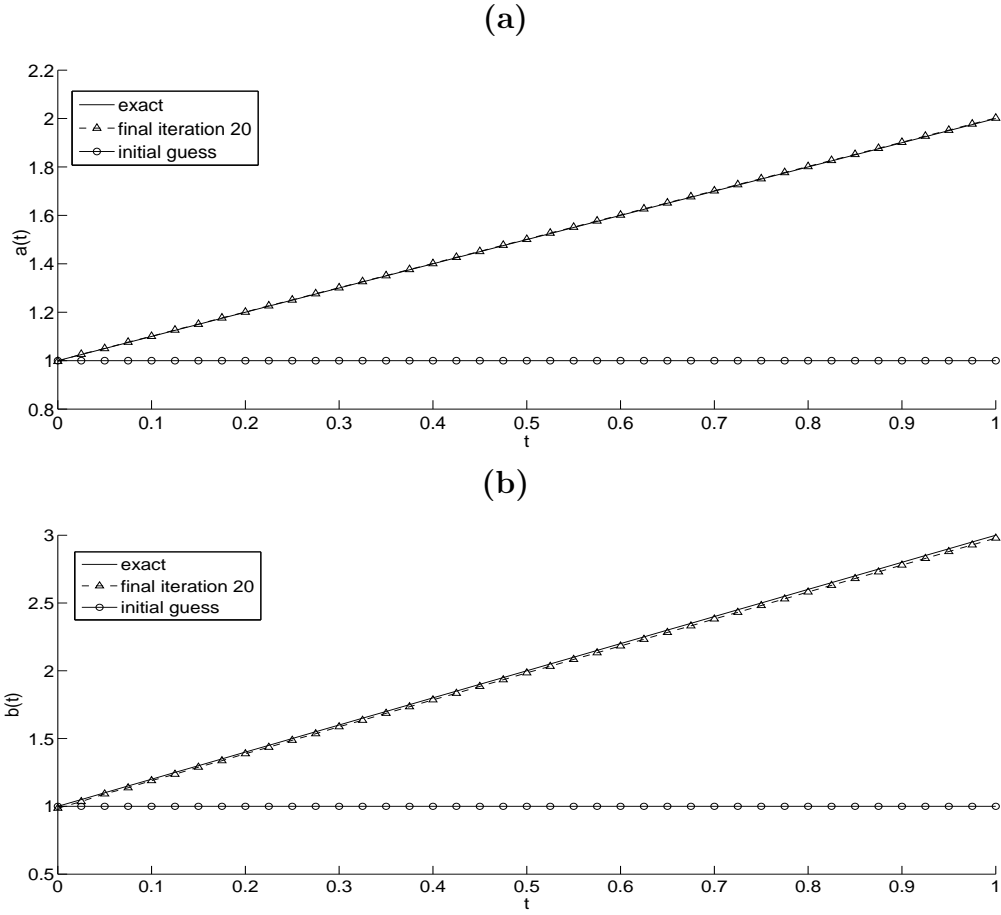 (a)
2.2
2
1.8
1.6
1.4
1.2
1
0.8
a(t)
exact
final iteration 20
initial guess
0 0.1 0.2 0.3 0.4 0.5 0.6 0.7 0.8 0.9 1
t
(b)
3
2.5
2
1.5
1
0.5
b(t)
exact
final iteration 20
initial guess
0 0.1 0.2 0.3 0.4 0.5 0.6 0.7 0.8 0.9 1
t